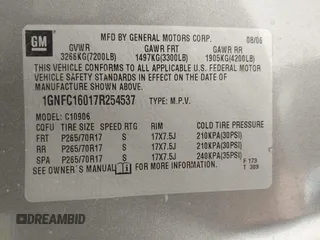 GM
MFD BY GENERAL MOTORS CORP. 08/06
GVWR GAWR FRT GAWR RR
3266KG(7200LB) 1497KG(3300LB) 1905KG(4200LB)
THIS VEHICLE CONFORMS TO ALL APPLICABLE U.S. FEDERAL MOTOR
VEHICLE SAFETY STANDARDS IN EFFECT ON THE DATE OF
MANUFACTURE SHOWN ABOVE.
1GNFC16017R254537 TYPE: M.P.V.
MODEL: C10906
TIRE SIZE SPEED RTG RIM COLD TIRE PRESSURE
FRT P265/70R17 S 17X7.5J 210KPA(30PSI)
RR P265/70R17 S 17X7.5J 210KPA(30PSI)
SPA P265/70R17 S 17X7.5J 240KPA(35PSI)
SEE OWNER'S MANUAL FOR MORE INFORMATION.
F 173
T 309
DREAMBID